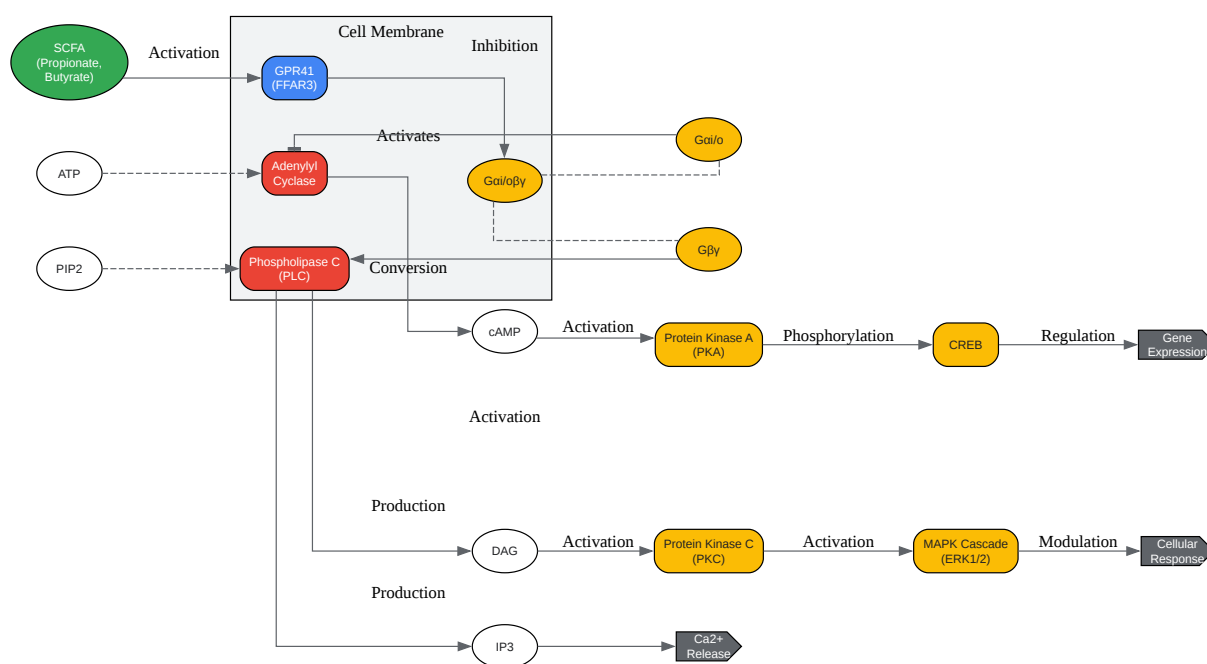 Cell Membrane
SCFA
(Propionate,
Butyrate)
Activation
Inhibition
GPR41
(FFAR3)
Activates
Gαi/o
ATP
Adenylyl
Cyclase
Gαi/oβγ
Gβγ
PIP2
Phospholipase C
(PLC)
Conversion
cAMP
Activation
Protein Kinase A
(PKA)
Phosphorylation
CREB
Regulation
Gene
Expression
Activation
Production
DAG
Activation
Protein Kinase C
(PKC)
Activation
MAPK Cascade
(ERK1/2)
Modulation
Cellular
Response
Production
IP3
Ca2+
Release